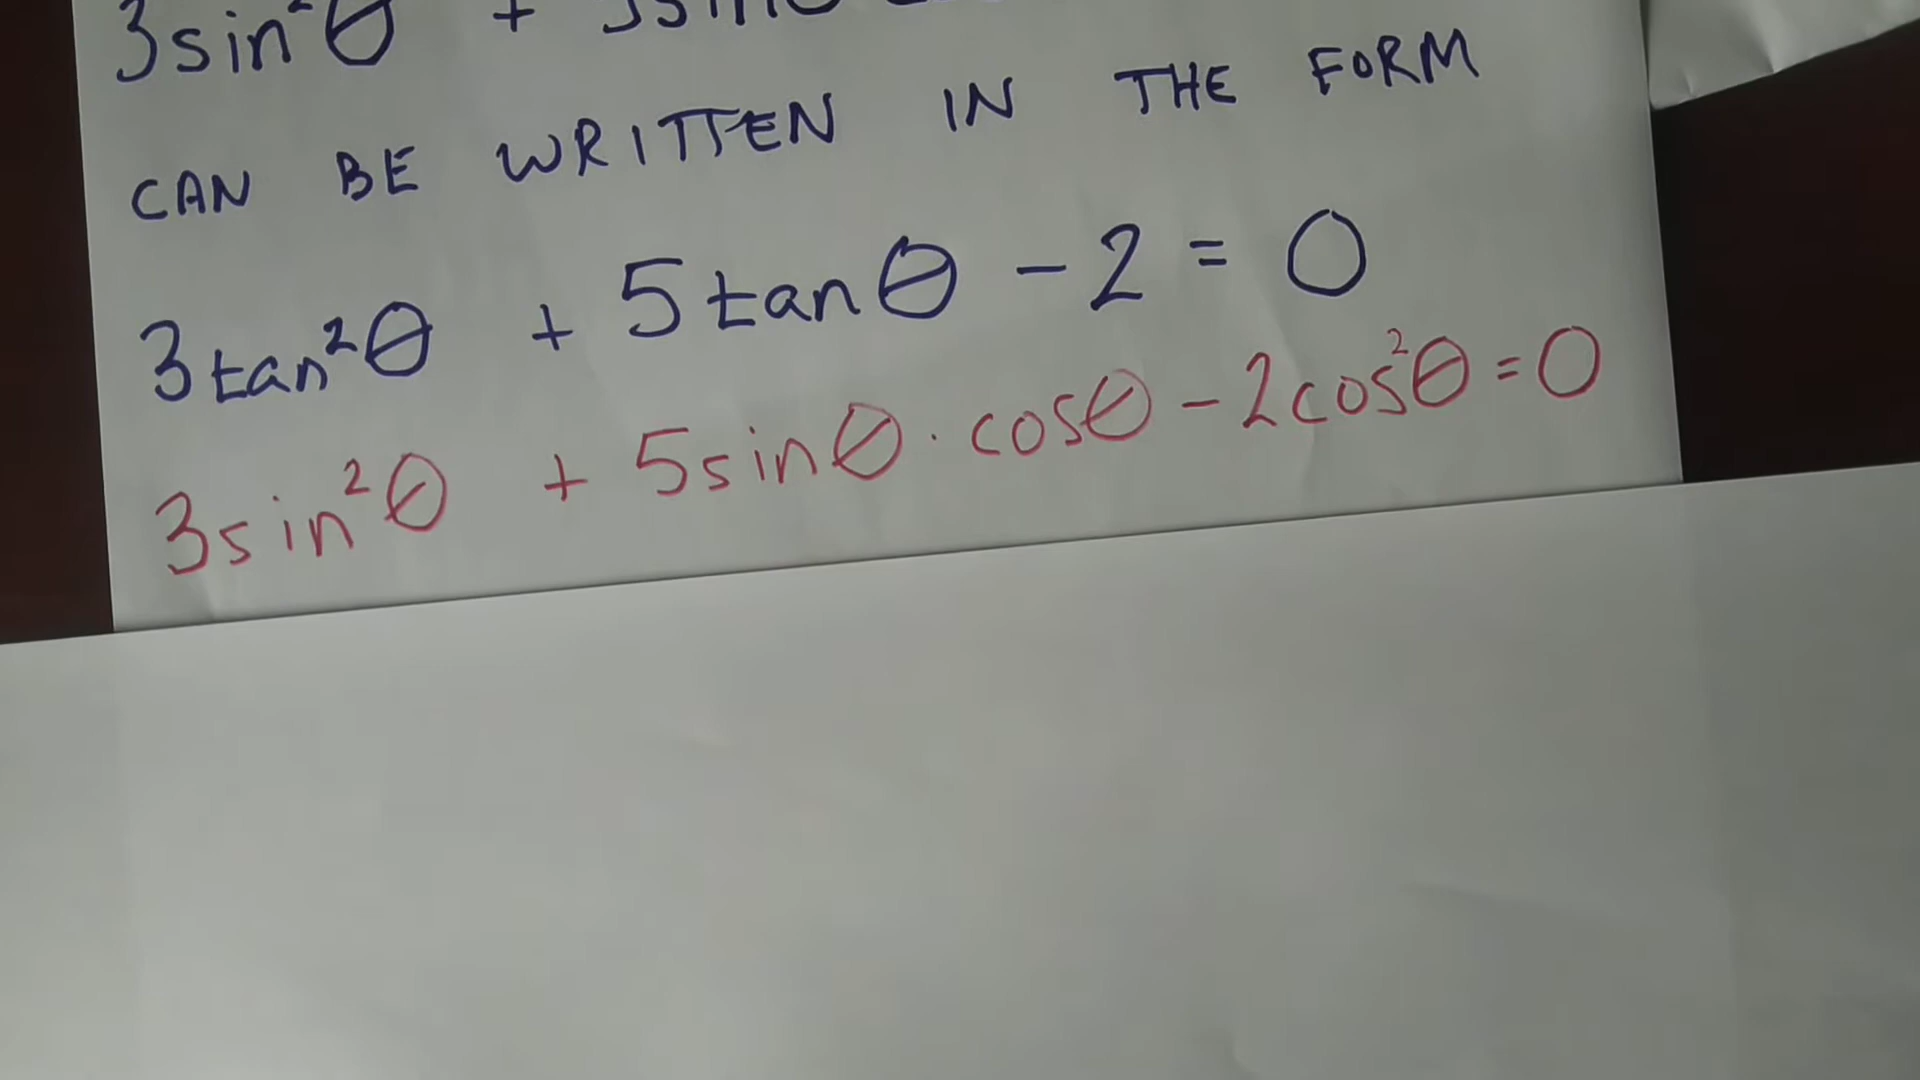 3sin²θ +
CAN BE WRITTEN IN THE FORM
3tan²θ + 5tanθ - 2 = 0
3sin²θ + 5sinθ · cosθ - 2cos²θ = 0